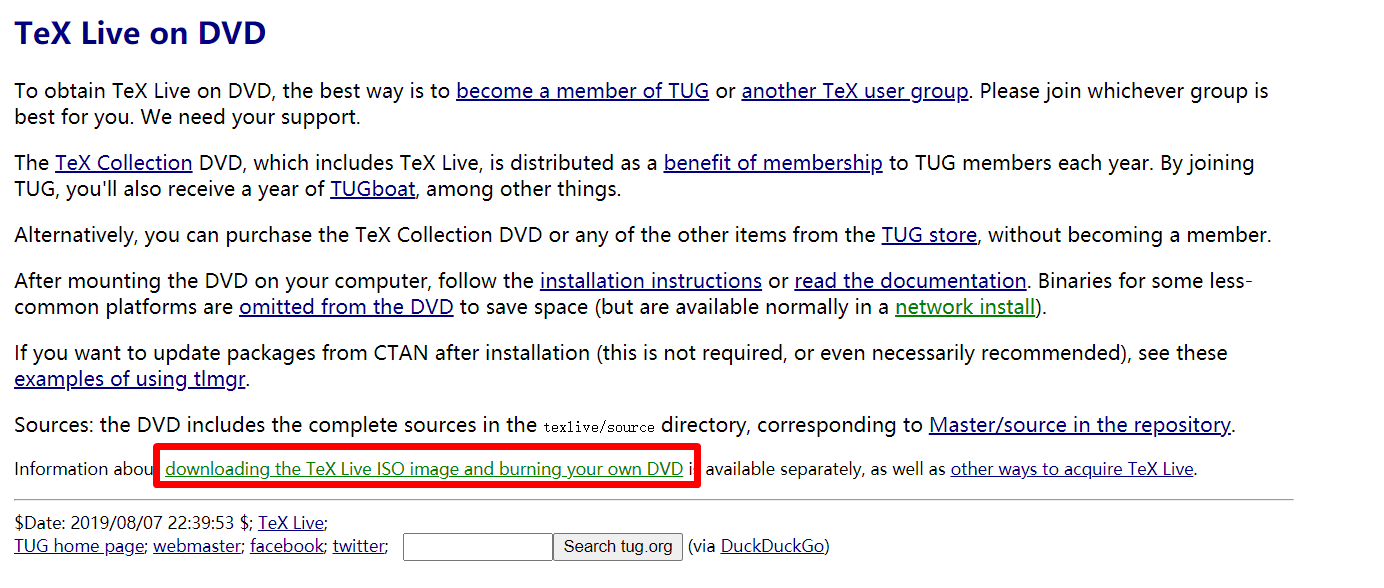 TeX Live on DVD
To obtain TeX Live on DVD, the best way is to become a member of TUG or another TeX user group. Please join whichever group is
best for you. We need your support.
The TeX Collection DVD, which includes TeX Live, is distributed as a benefit of membership to TUG members each year. By joining
TUG, you'll also receive a year of TUGboat, among other things.
Alternatively, you can purchase the TeX Collection DVD or any of the other items from the TUG store, without becoming a member.
After mounting the DVD on your computer, follow the installation instructions or read the documentation. Binaries for some less-
common platforms are omitted from the DVD to save space (but are available normally in a network install).
If you want to update packages from CTAN after installation (this is not required, or even necessarily recommended), see these
examples of using tlmgr.
Sources: the DVD includes the complete sources in the texlive/source directory, corresponding to Master/source in the repository.
Information abou downloading the TeX Live ISO image and burning your own DVD is available separately, as well as other ways to acquire TeX Live.
$Date: 2019/08/07 22:39:53 $; TeX Live;
TUG home page; webmaster; facebook; twitter; Search tug.org (via DuckDuckGo)